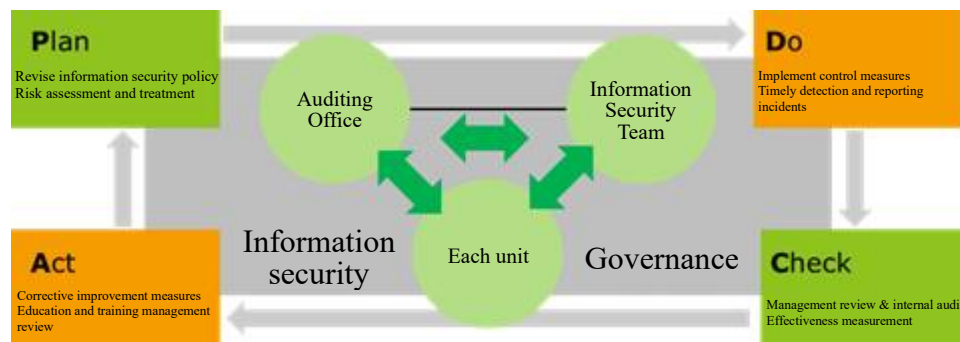 Plan
Revise information security policy
Risk assessment and treatment
Auditing
Office
Information
Security
Team
Do
Implement control measures
Timely detection and reporting
incidents
Act
Corrective improvement measures
Education and training management
review
Information
security
Each unit
Governance
Check
Management review & internal audi
Effectiveness measurement